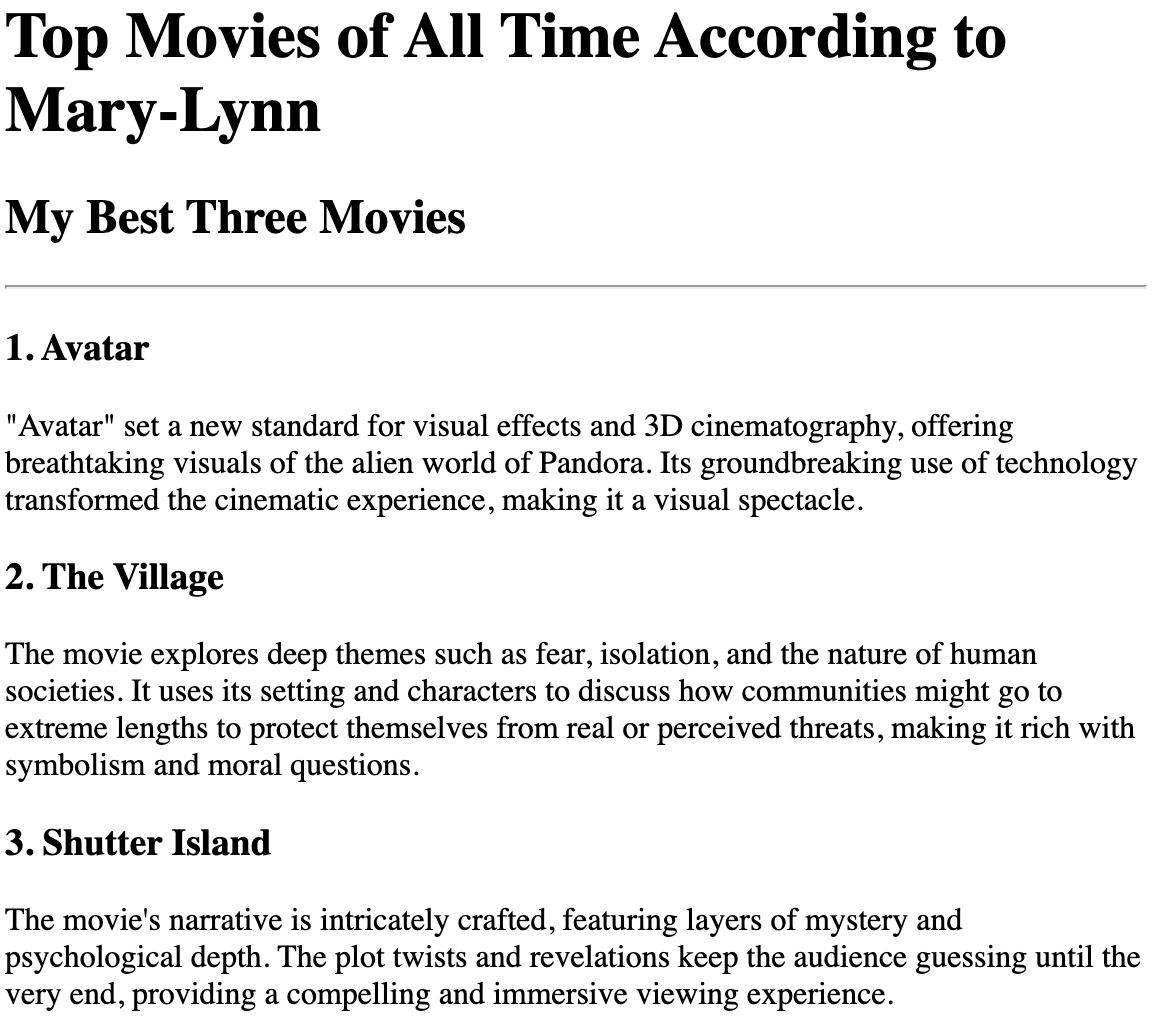 Top Movies of All Time According to
Mary-Lynn
My Best Three Movies
1. Avatar
"Avatar" set a new standard for visual effects and 3D cinematography, offering
breathtaking visuals of the alien world of Pandora. Its groundbreaking use of technology
transformed the cinematic experience, making it a visual spectacle.
2. The Village
The movie explores deep themes such as fear, isolation, and the nature of human
societies. It uses its setting and characters to discuss how communities might go to
extreme lengths to protect themselves from real or perceived threats, making it rich with
symbolism and moral questions.
3. Shutter Island
The movie's narrative is intricately crafted, featuring layers of mystery and
psychological depth. The plot twists and revelations keep the audience guessing until the
very end, providing a compelling and immersive viewing experience.